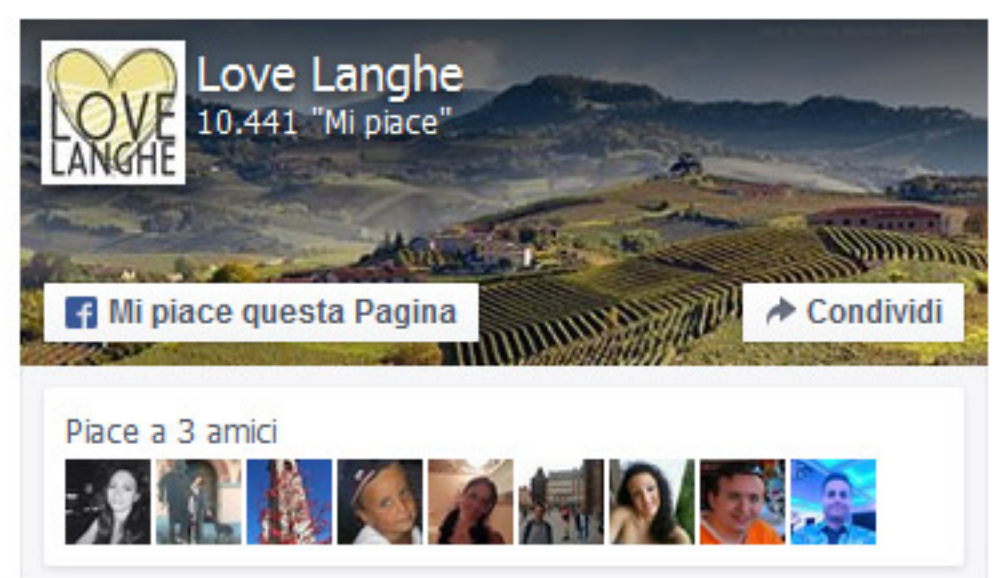 LOVE
LANGHE
Love Langhe
10.441 "Mi piace"
Mi piace questa Pagina
Condividi
Piace a 3 amici